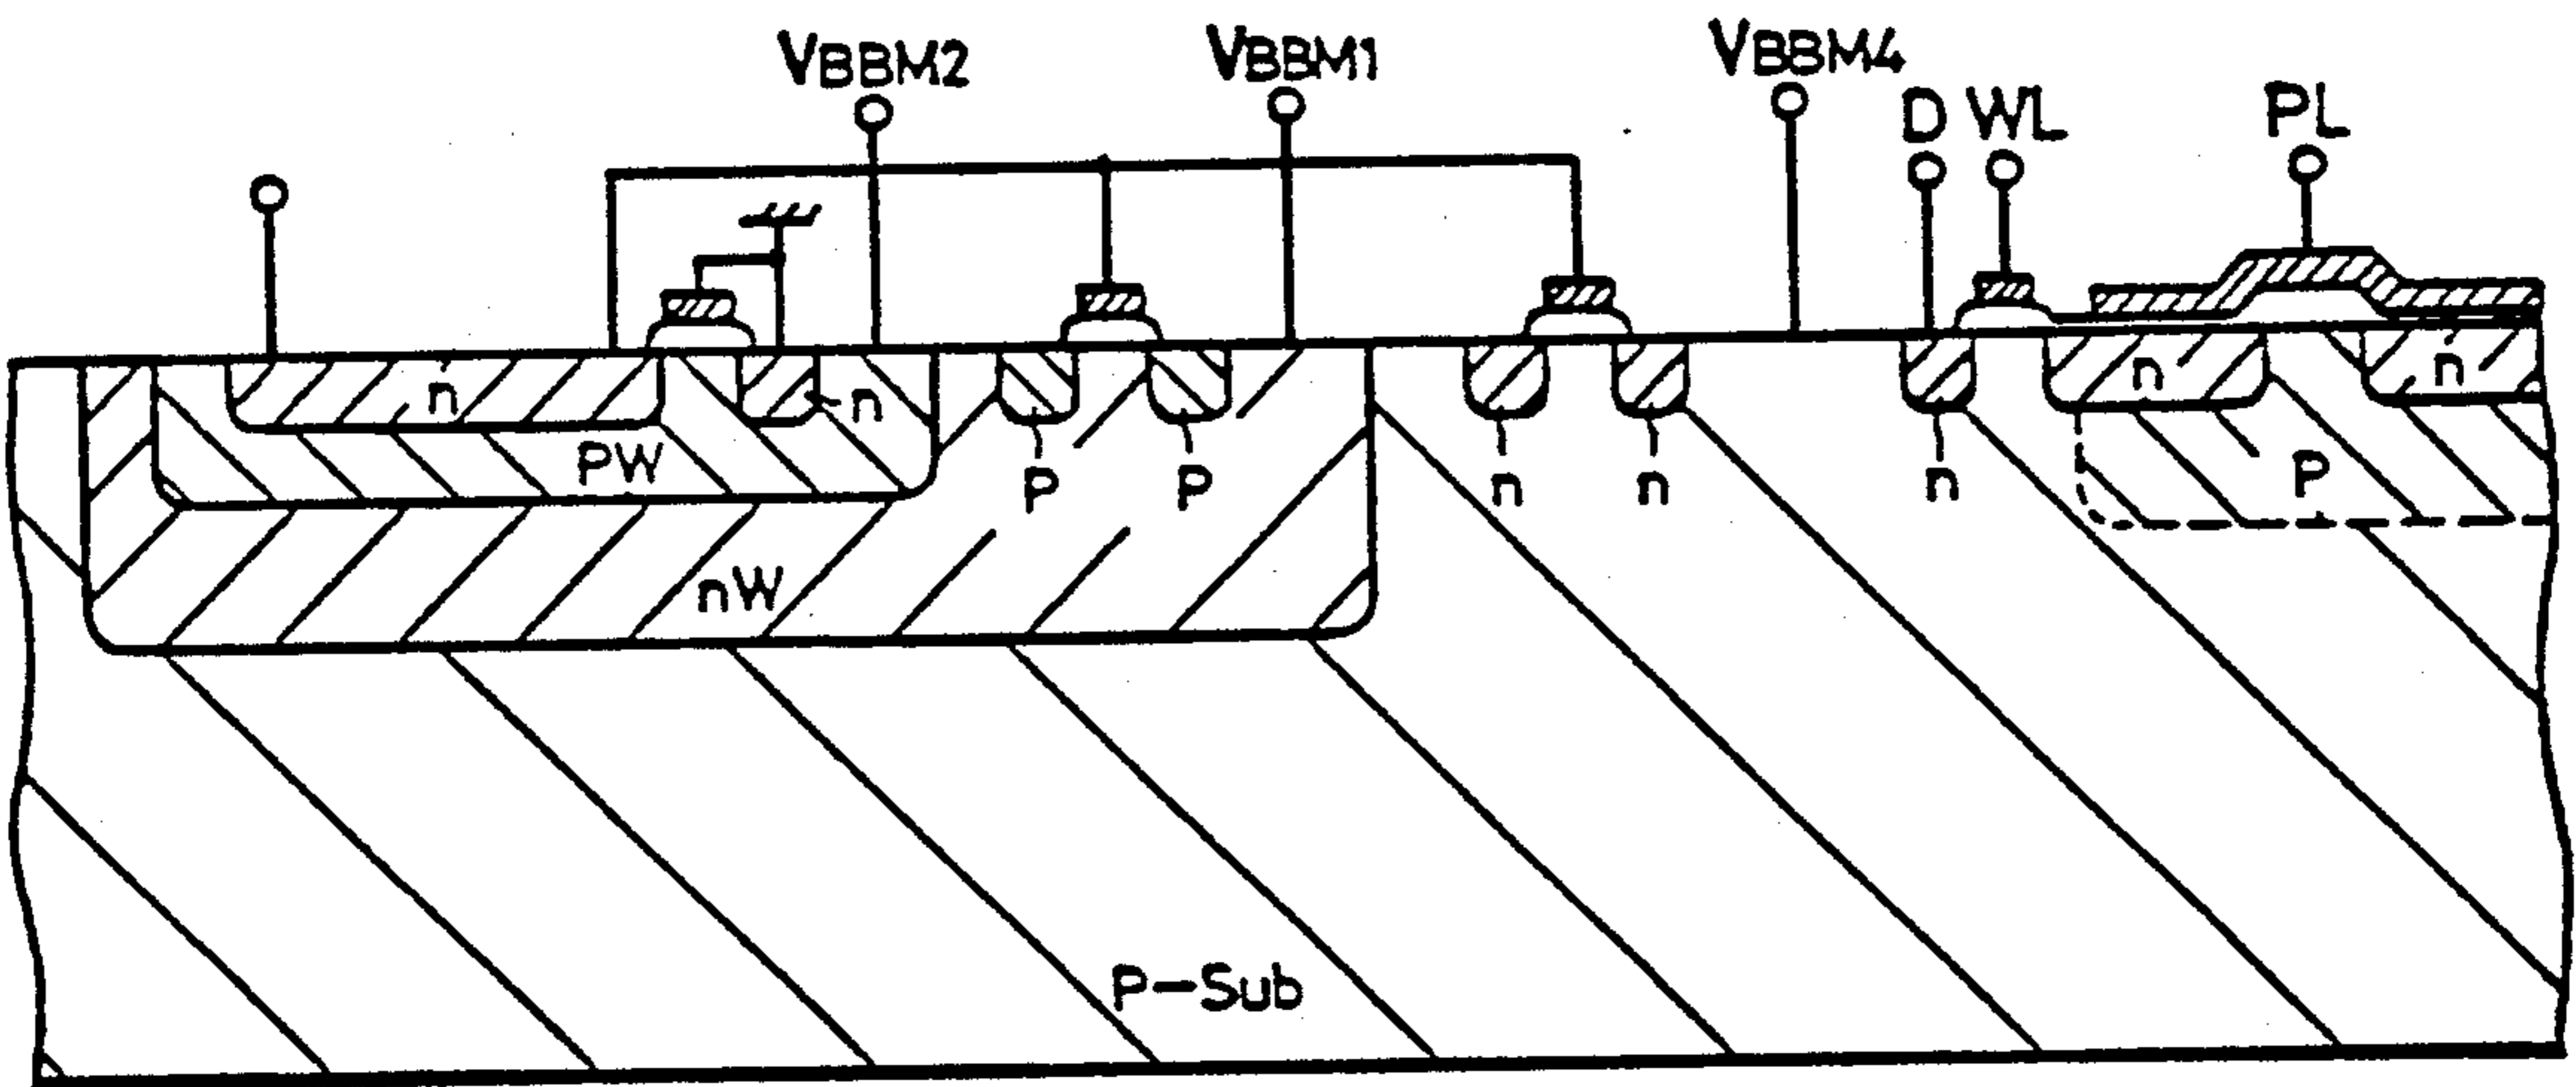 VBBM2 VBBM1 VBBM4
D WL PL
n n n n
PW P P n n n P
nW
P-Sub